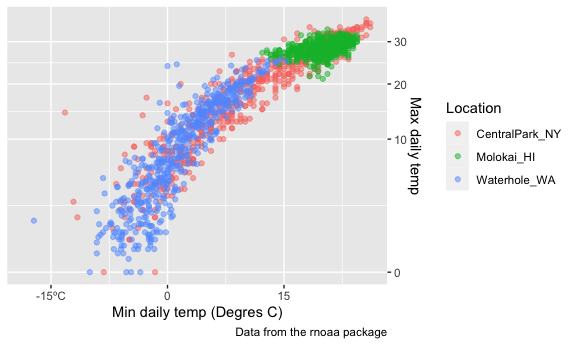 30
20
10
0
Max daily temp
-15ºC
0
15
Min daily temp (Degres C)
Data from the rnoaa package
Location
CentralPark_NY
Molokai_HI
Waterhole_WA